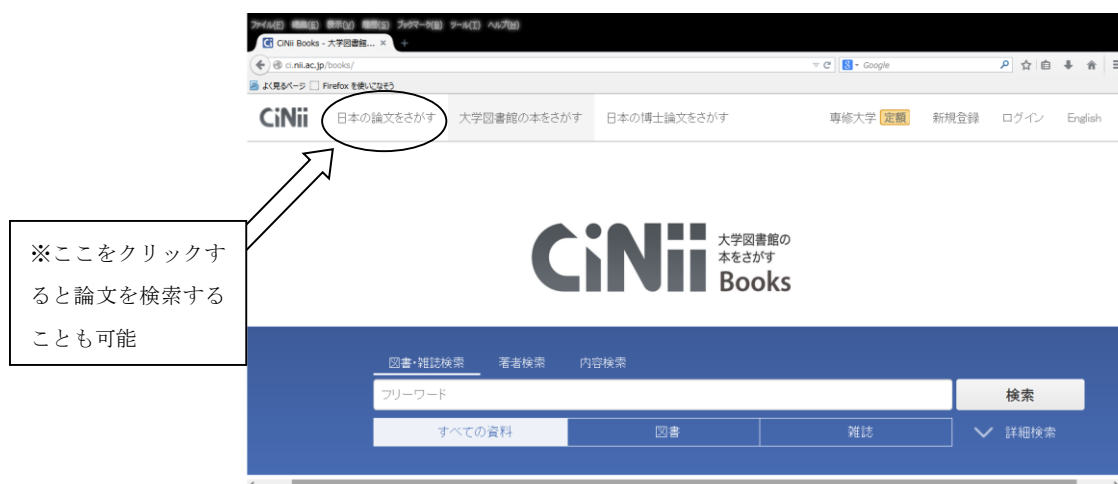 ファイル(E) 編集(E) 表示(V) 履歴(S) ブックマーク(B) ツール(T) ヘルプ(H)
CiNii Books - 大学図書館... × +
ci.nii.ac.jp/books/ Google
よく見るページ Firefox を使いこなそう
CiNii 日本の論文をさがす 大学図書館の本をさがす 日本の博士論文をさがす 専修大学 定額 新規登録 ログイン English
※ここをクリックす
ると論文を検索する
ことも可能
CiNii
大学図書館の
本をさがす
Books
図書・雑誌検索 著者検索 内容検索
フリーワード 検索
すべての資料 図書 雑誌 詳細検索